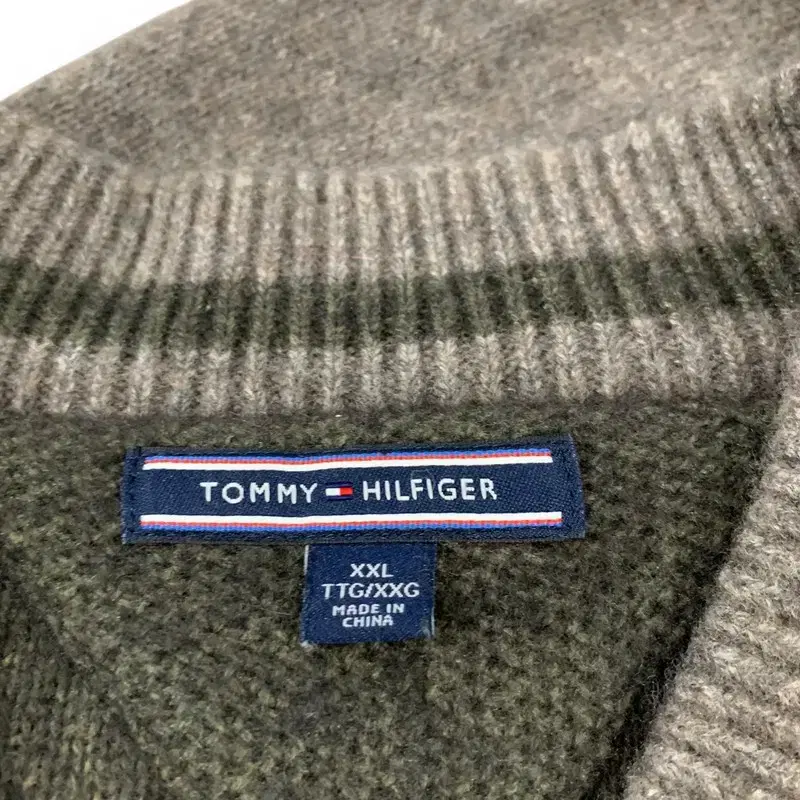 TOMMY HILFIGER
XXL
TTG/XXG
MADE IN
CHINA